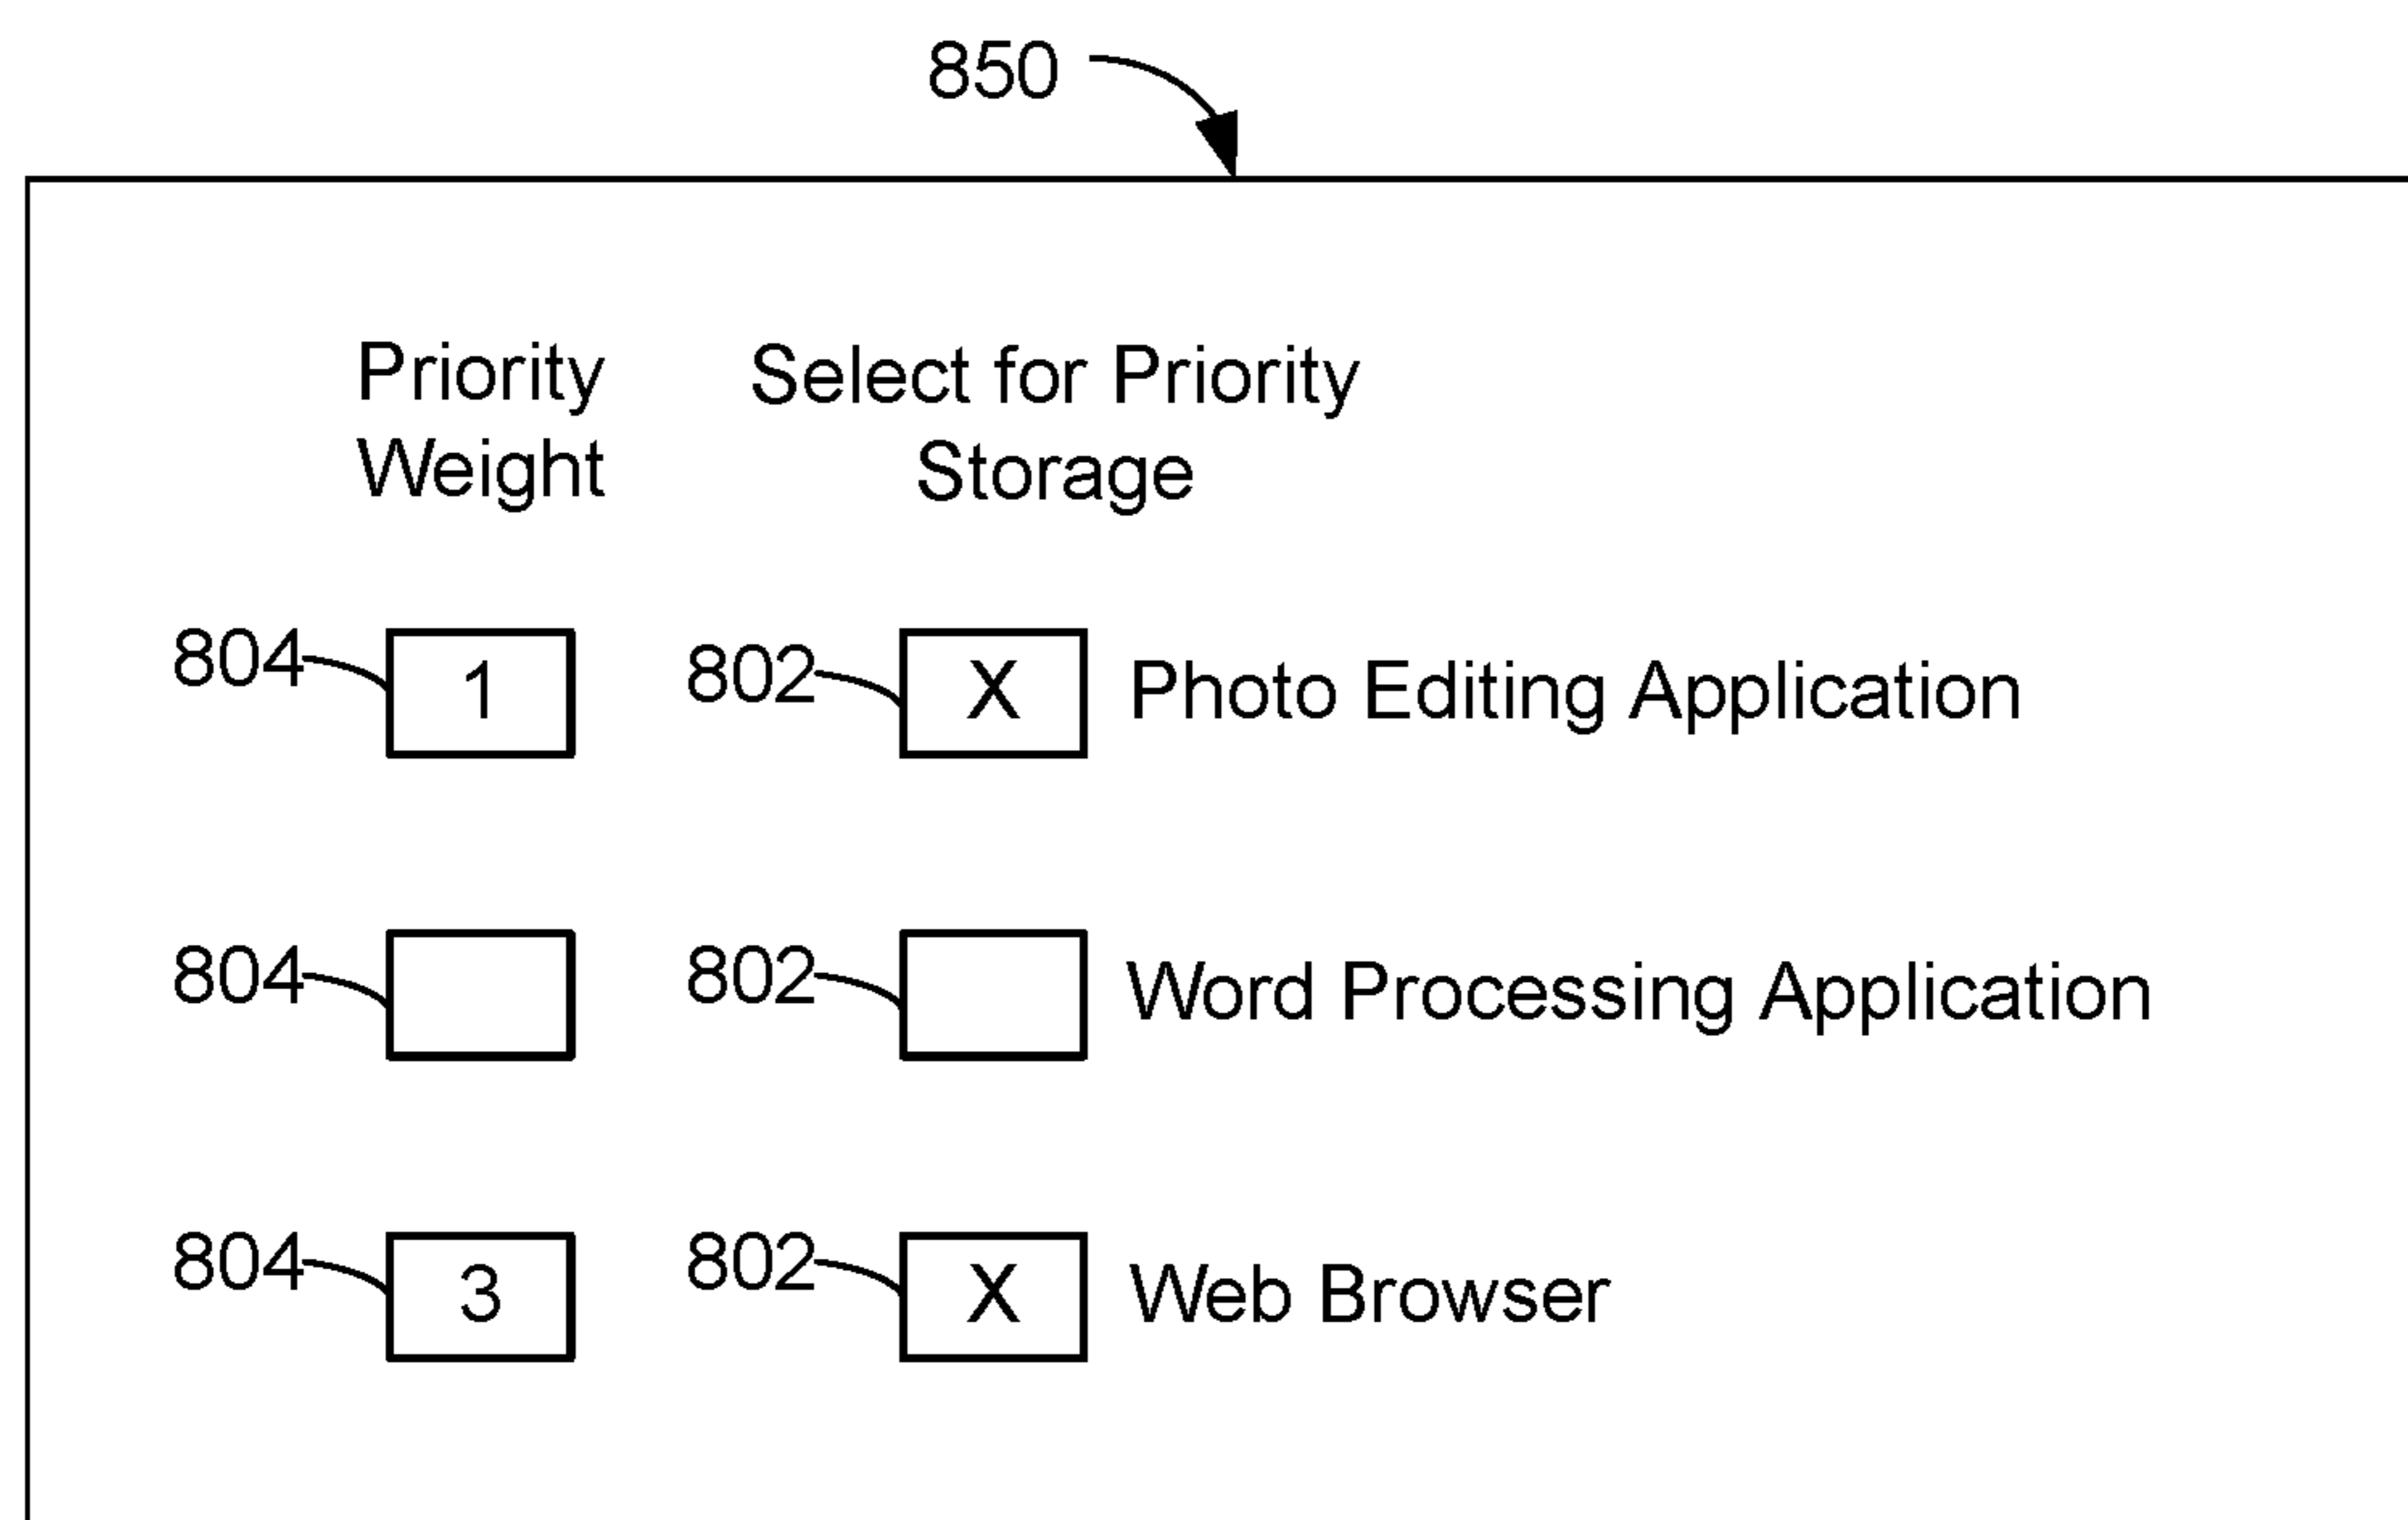 850
Priority Select for Priority
Weight Storage
804 1 802 X Photo Editing Application
804 802 Word Processing Application
804 3 802 X Web Browser